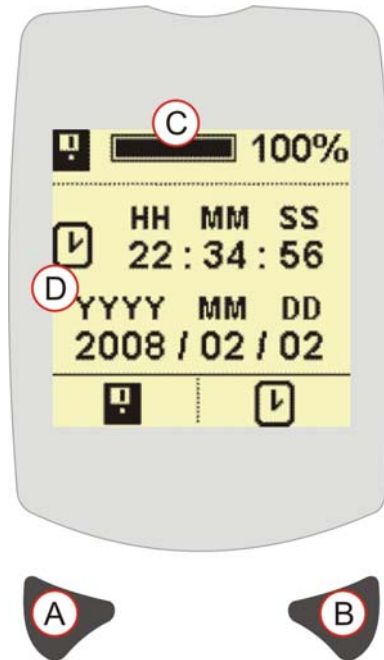 C
100%
HH MM SS
22 : 34 : 56
D
YYYY MM DD
2008 / 02 / 02
A B